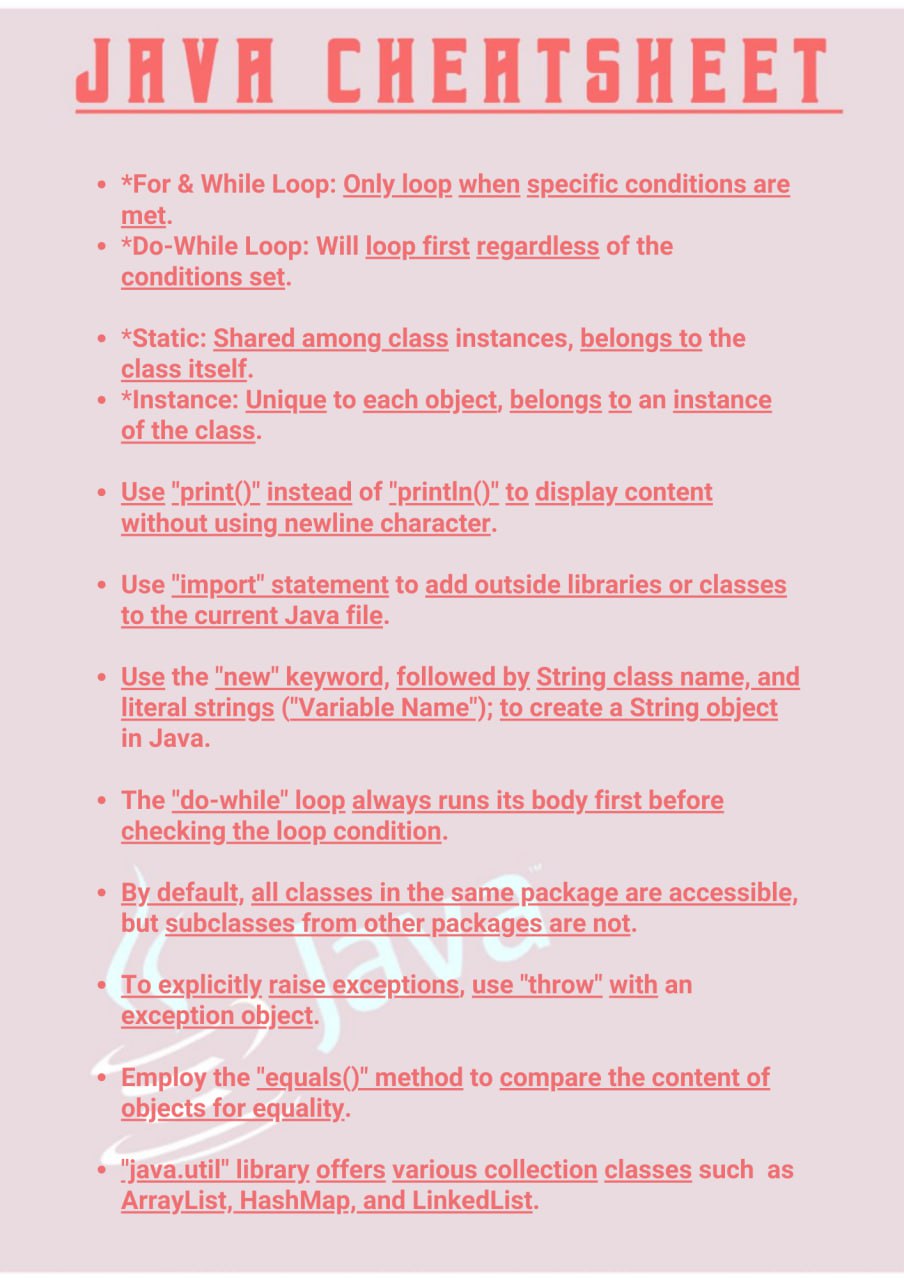 JAVA CHEATSHEET
• *For & While Loop: Only loop when specific conditions are
met.
• *Do-While Loop: Will loop first regardless of the
conditions set.
• *Static: Shared among class instances, belongs to the
class itself.
• *Instance: Unique to each object, belongs to an instance
of the class.
• Use "print()" instead of "println()" to display content
without using newline character.
• Use "import" statement to add outside libraries or classes
to the current Java file.
• Use the "new" keyword, followed by String class name, and
literal strings ("Variable Name"); to create a String object
in Java.
• The "do-while" loop always runs its body first before
checking the loop condition.
• By default, all classes in the same package are accessible,
but subclasses from other packages are not.
• To explicitly raise exceptions, use "throw" with an
exception object.
• Employ the "equals()" method to compare the content of
objects for equality.
• "java.util" library offers various collection classes such  as
ArrayList, HashMap, and LinkedList.
Java™